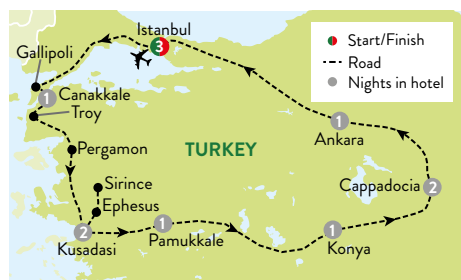 Istanbul
3
Start/Finish
Road
Nights in hotel
Gallipoli
1
Canakkale
Troy
1
Ankara
Pergamon
TURKEY
Sirince
Cappadocia
2
Ephesus
2
1
1
Kusadasi
Pamukkale
Konya